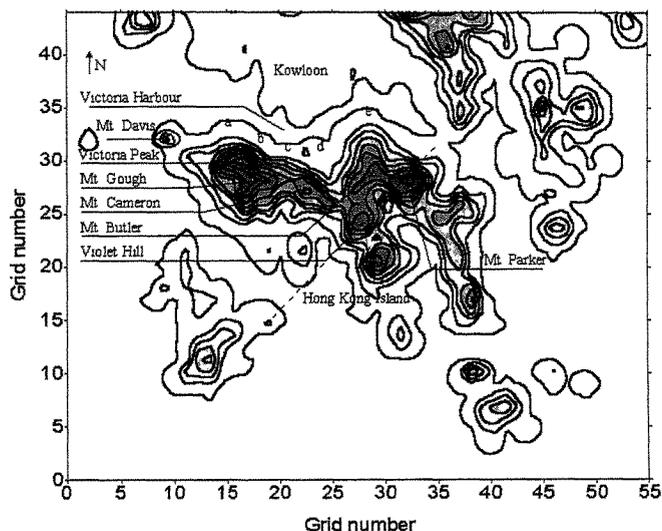 40
35
30
25
20
15
10
5
0
Grid number
N
Kowloon
Victoria Harbour
Mt Davis
Victoria Peak
Mt Gough
Mt Cameron
Mt Butler
Violet Hill
a
b
c
d
e
Mt Parker
Hong Kong Island
0 5 10 15 20 25 30 35 40 45 50 55
Grid number